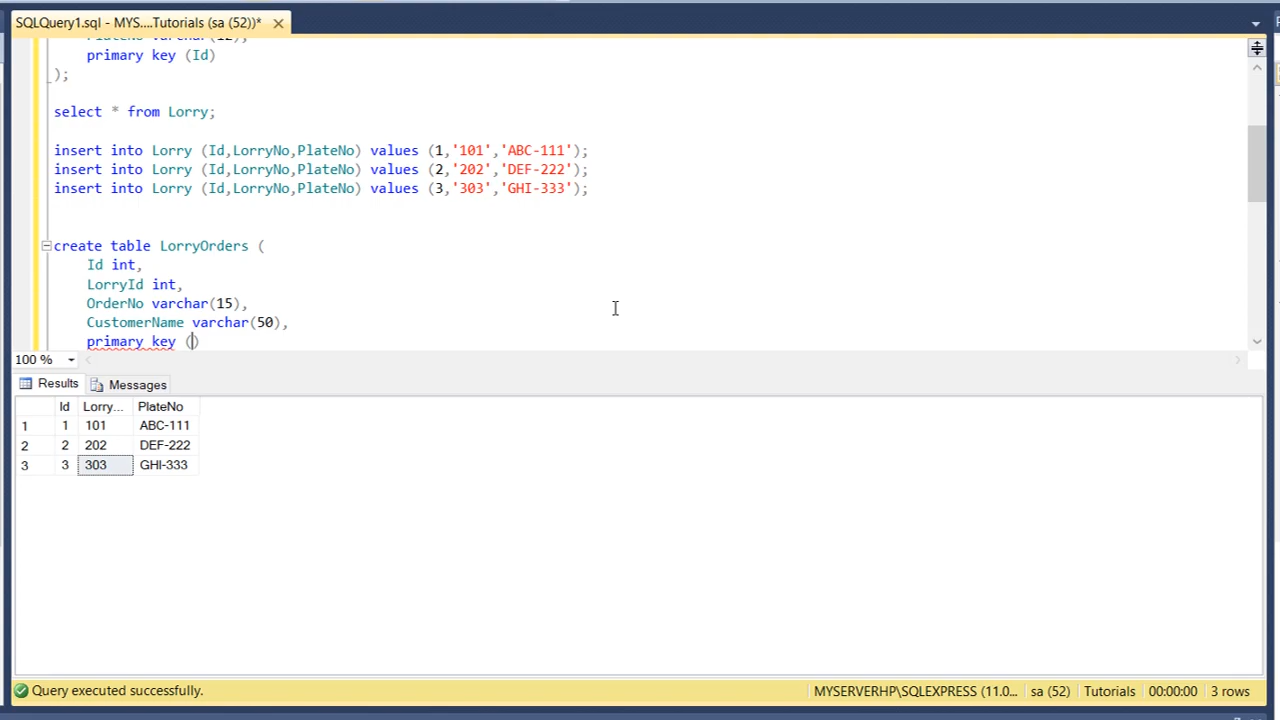 SQLQuery1.sql - MYS....Tutorials (sa (52))*
PlateNo varchar(12),
primary key (Id)
);
select * from Lorry;
insert into Lorry (Id,LorryNo,PlateNo) values (1,'101','ABC-111');
insert into Lorry (Id,LorryNo,PlateNo) values (2,'202','DEF-222');
insert into Lorry (Id,LorryNo,PlateNo) values (3,'303','GHI-333');
create table LorryOrders (
Id int,
LorryId int,
OrderNo varchar(15),
CustomerName varchar(50),
primary key ()
100 %
Results Messages
Id Lorry... PlateNo
1 1 101 ABC-111
2 2 202 DEF-222
3 3 303 GHI-333
Query executed successfully. MYSERVERHP\SQLEXPRESS (11.0... sa (52) Tutorials 00:00:00 3 rows